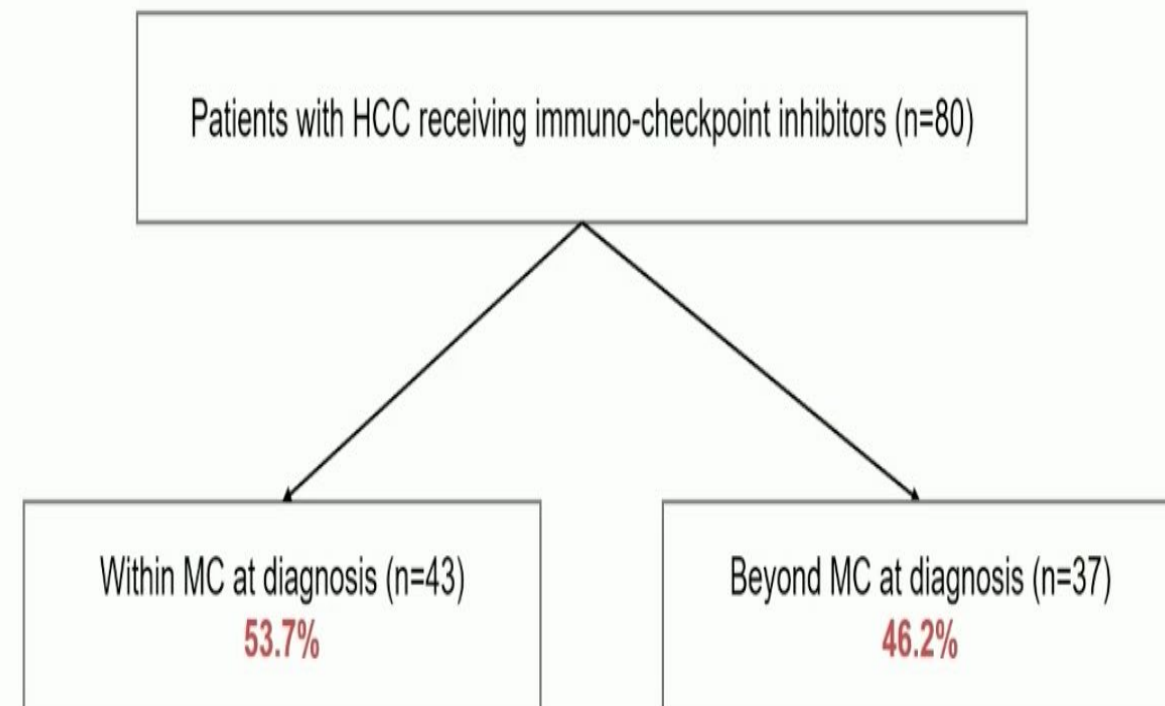 Patients with HCC receiving immuno-checkpoint inhibitors (n=80)
Within MC at diagnosis (n=43)
53.7%
Beyond MC at diagnosis (n=37)
46.2%